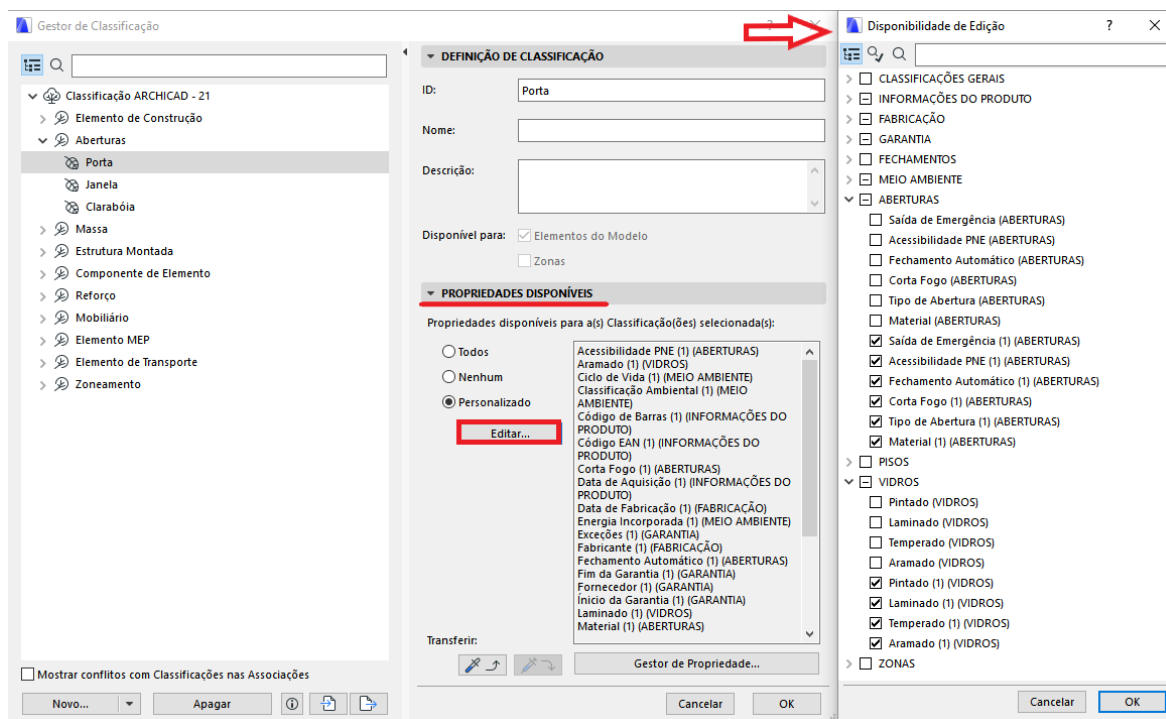 Gestor de Classificação
?
Classificação ARCHICAD - 21
Elemento de Construção
Aberturas
Porta
Janela
Clarabóia
Massa
Estrutura Montada
Componente de Elemento
Reforço
Mobiliário
Elemento MEP
Elemento de Transporte
Zoneamento
Mostrar conflitos com Classificações nas Associações
Novo...
Apagar
DEFINIÇÃO DE CLASSIFICAÇÃO
ID:
Porta
Nome:
Descrição:
Disponível para:
Elementos do Modelo
Zonas
PROPRIEDADES DISPONÍVEIS
Propriedades disponíveis para a(s) Classificação(ões) selecionada(s):
Todos
Nenhum
Personalizado
Editar...
Acessibilidade PNE (1) (ABERTURAS)
Aramado (1) (VIDROS)
Ciclo de Vida (1) (MEIO AMBIENTE)
Classificação Ambiental (1) (MEIO
AMBIENTE)
Código de Barras (1) (INFORMAÇÕES DO
PRODUTO)
Código EAN (1) (INFORMAÇÕES DO
PRODUTO)
Corta Fogo (1) (ABERTURAS)
Data de Aquisição (1) (INFORMAÇÕES DO
PRODUTO)
Data de Fabricação (1) (FABRICAÇÃO)
Energia Incorporada (1) (MEIO AMBIENTE)
Exceções (1) (GARANTIA)
Fabricante (1) (FABRICAÇÃO)
Fechamento Automático (1) (ABERTURAS)
Fim da Garantia (1) (GARANTIA)
Fornecedor (1) (GARANTIA)
Ínicio da Garantia (1) (GARANTIA)
Laminado (1) (VIDROS)
Material (1) (ABERTURAS)
Transferir:
Gestor de Propriedade...
Cancelar
OK
Disponibilidade de Edição
?
CLASSIFICAÇÕES GERAIS
INFORMAÇÕES DO PRODUTO
FABRICAÇÃO
GARANTIA
FECHAMENTOS
MEIO AMBIENTE
ABERTURAS
Saída de Emergência (ABERTURAS)
Acessibilidade PNE (ABERTURAS)
Fechamento Automático (ABERTURAS)
Corta Fogo (ABERTURAS)
Tipo de Abertura (ABERTURAS)
Material (ABERTURAS)
Saída de Emergência (1) (ABERTURAS)
Acessibilidade PNE (1) (ABERTURAS)
Fechamento Automático (1) (ABERTURAS)
Corta Fogo (1) (ABERTURAS)
Tipo de Abertura (1) (ABERTURAS)
Material (1) (ABERTURAS)
PISOS
VIDROS
Pintado (VIDROS)
Laminado (VIDROS)
Temperado (VIDROS)
Aramado (VIDROS)
Pintado (1) (VIDROS)
Laminado (1) (VIDROS)
Temperado (1) (VIDROS)
Aramado (1) (VIDROS)
ZONAS
Cancelar
OK